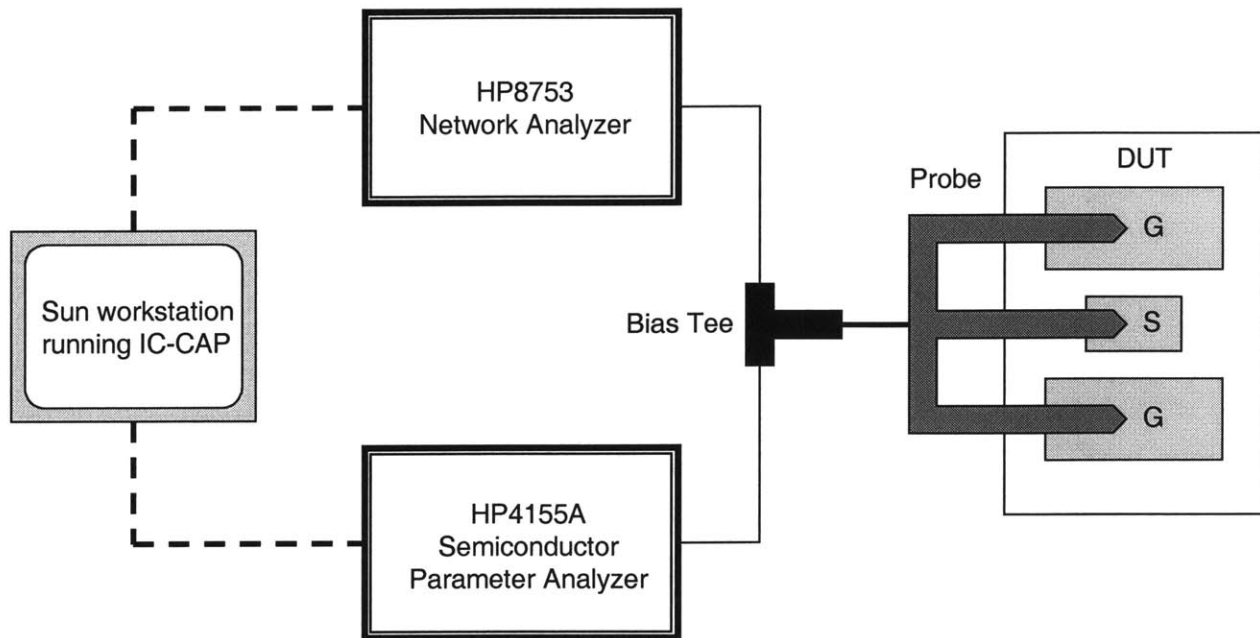 HP8753
Network Analyzer
DUT
Probe
G
Sun workstation
running IC-CAP
Bias Tee
S
G
HP4155A
Semiconductor
Parameter Analyzer